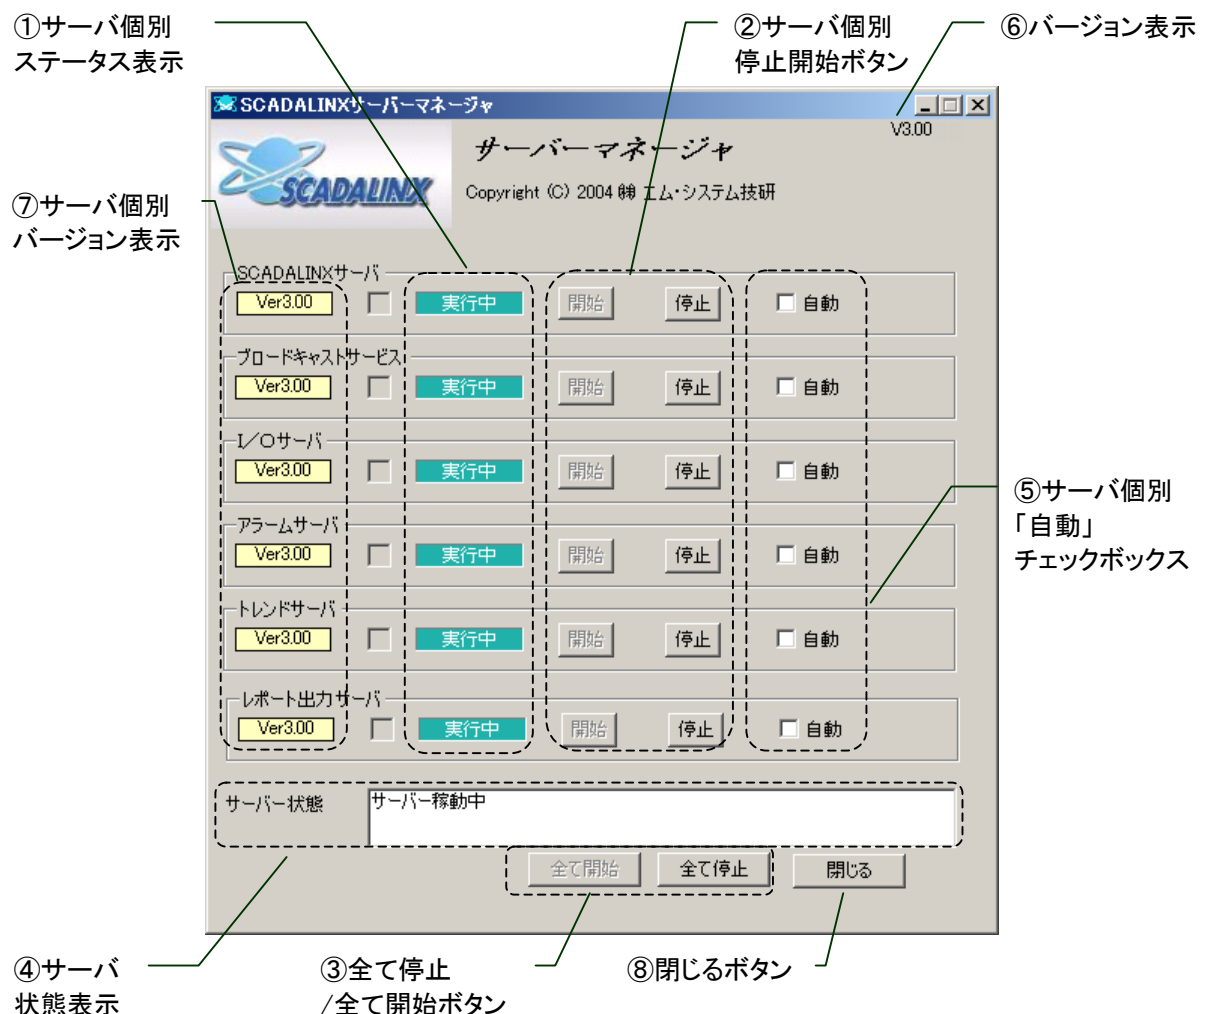 ①サーバ個別
ステータス表示
②サーバ個別
停止開始ボタン
⑥バージョン表示
SCADALINXサーバーマネージャ
V3.00
SCADALINX
サーバーマネージャ
Copyright (C) 2004 ㈱ エム・システム技研
⑦サーバ個別
バージョン表示
SCADALINXサーバ
Ver3.00 実行中 開始 停止 自動
ブロードキャストサービス
Ver3.00 実行中 開始 停止 自動
I/Oサーバ
Ver3.00 実行中 開始 停止 自動
⑤サーバ個別
「自動」
チェックボックス
アラームサーバ
Ver3.00 実行中 開始 停止 自動
トレンドサーバ
Ver3.00 実行中 開始 停止 自動
レポート出力サーバ
Ver3.00 実行中 開始 停止 自動
サーバー状態 サーバー稼動中
全て開始 全て停止 閉じる
④サーバ
状態表示
③全て停止
/全て開始ボタン
⑧閉じるボタン